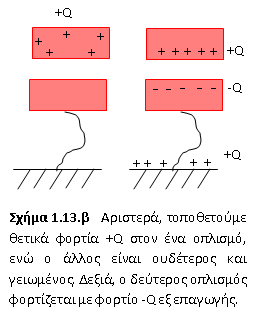 +Q
+ + + + +
+ + + + + +Q
– – – – – -Q
+ + + + + +Q
Σχήμα 1.13.β Αριστερά, τοποθετούμε
θετικά φορτία +Q στον ένα οπλισμό,
ενώ ο άλλος είναι ουδέτερος και
γειωμένος. Δεξιά, ο δεύτερος οπλισμός
φορτίζεται με φορτίο -Q εξ επαγωγής.